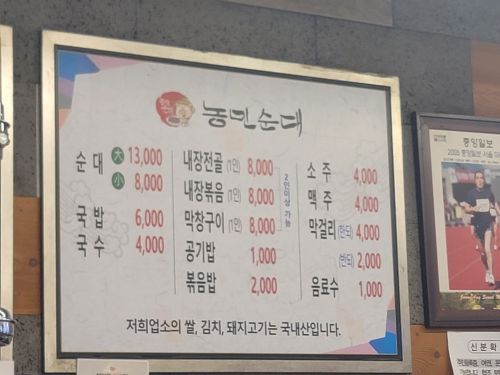 농민순대
순대 大 13,000
小 8,000
국밥 6,000
국수 4,000
내장전골 (1인) 8,000
내장볶음 (1인) 8,000
막창구이 (1인) 8,000
2인이상 가능
공기밥 1,000
볶음밥 2,000
소주 4,000
맥주 4,000
막걸리 (한되) 4,000
(반되) 2,000
음료수 1,000
저희업소의 쌀, 김치, 돼지고기는 국내산입니다.
중앙일보
신분확